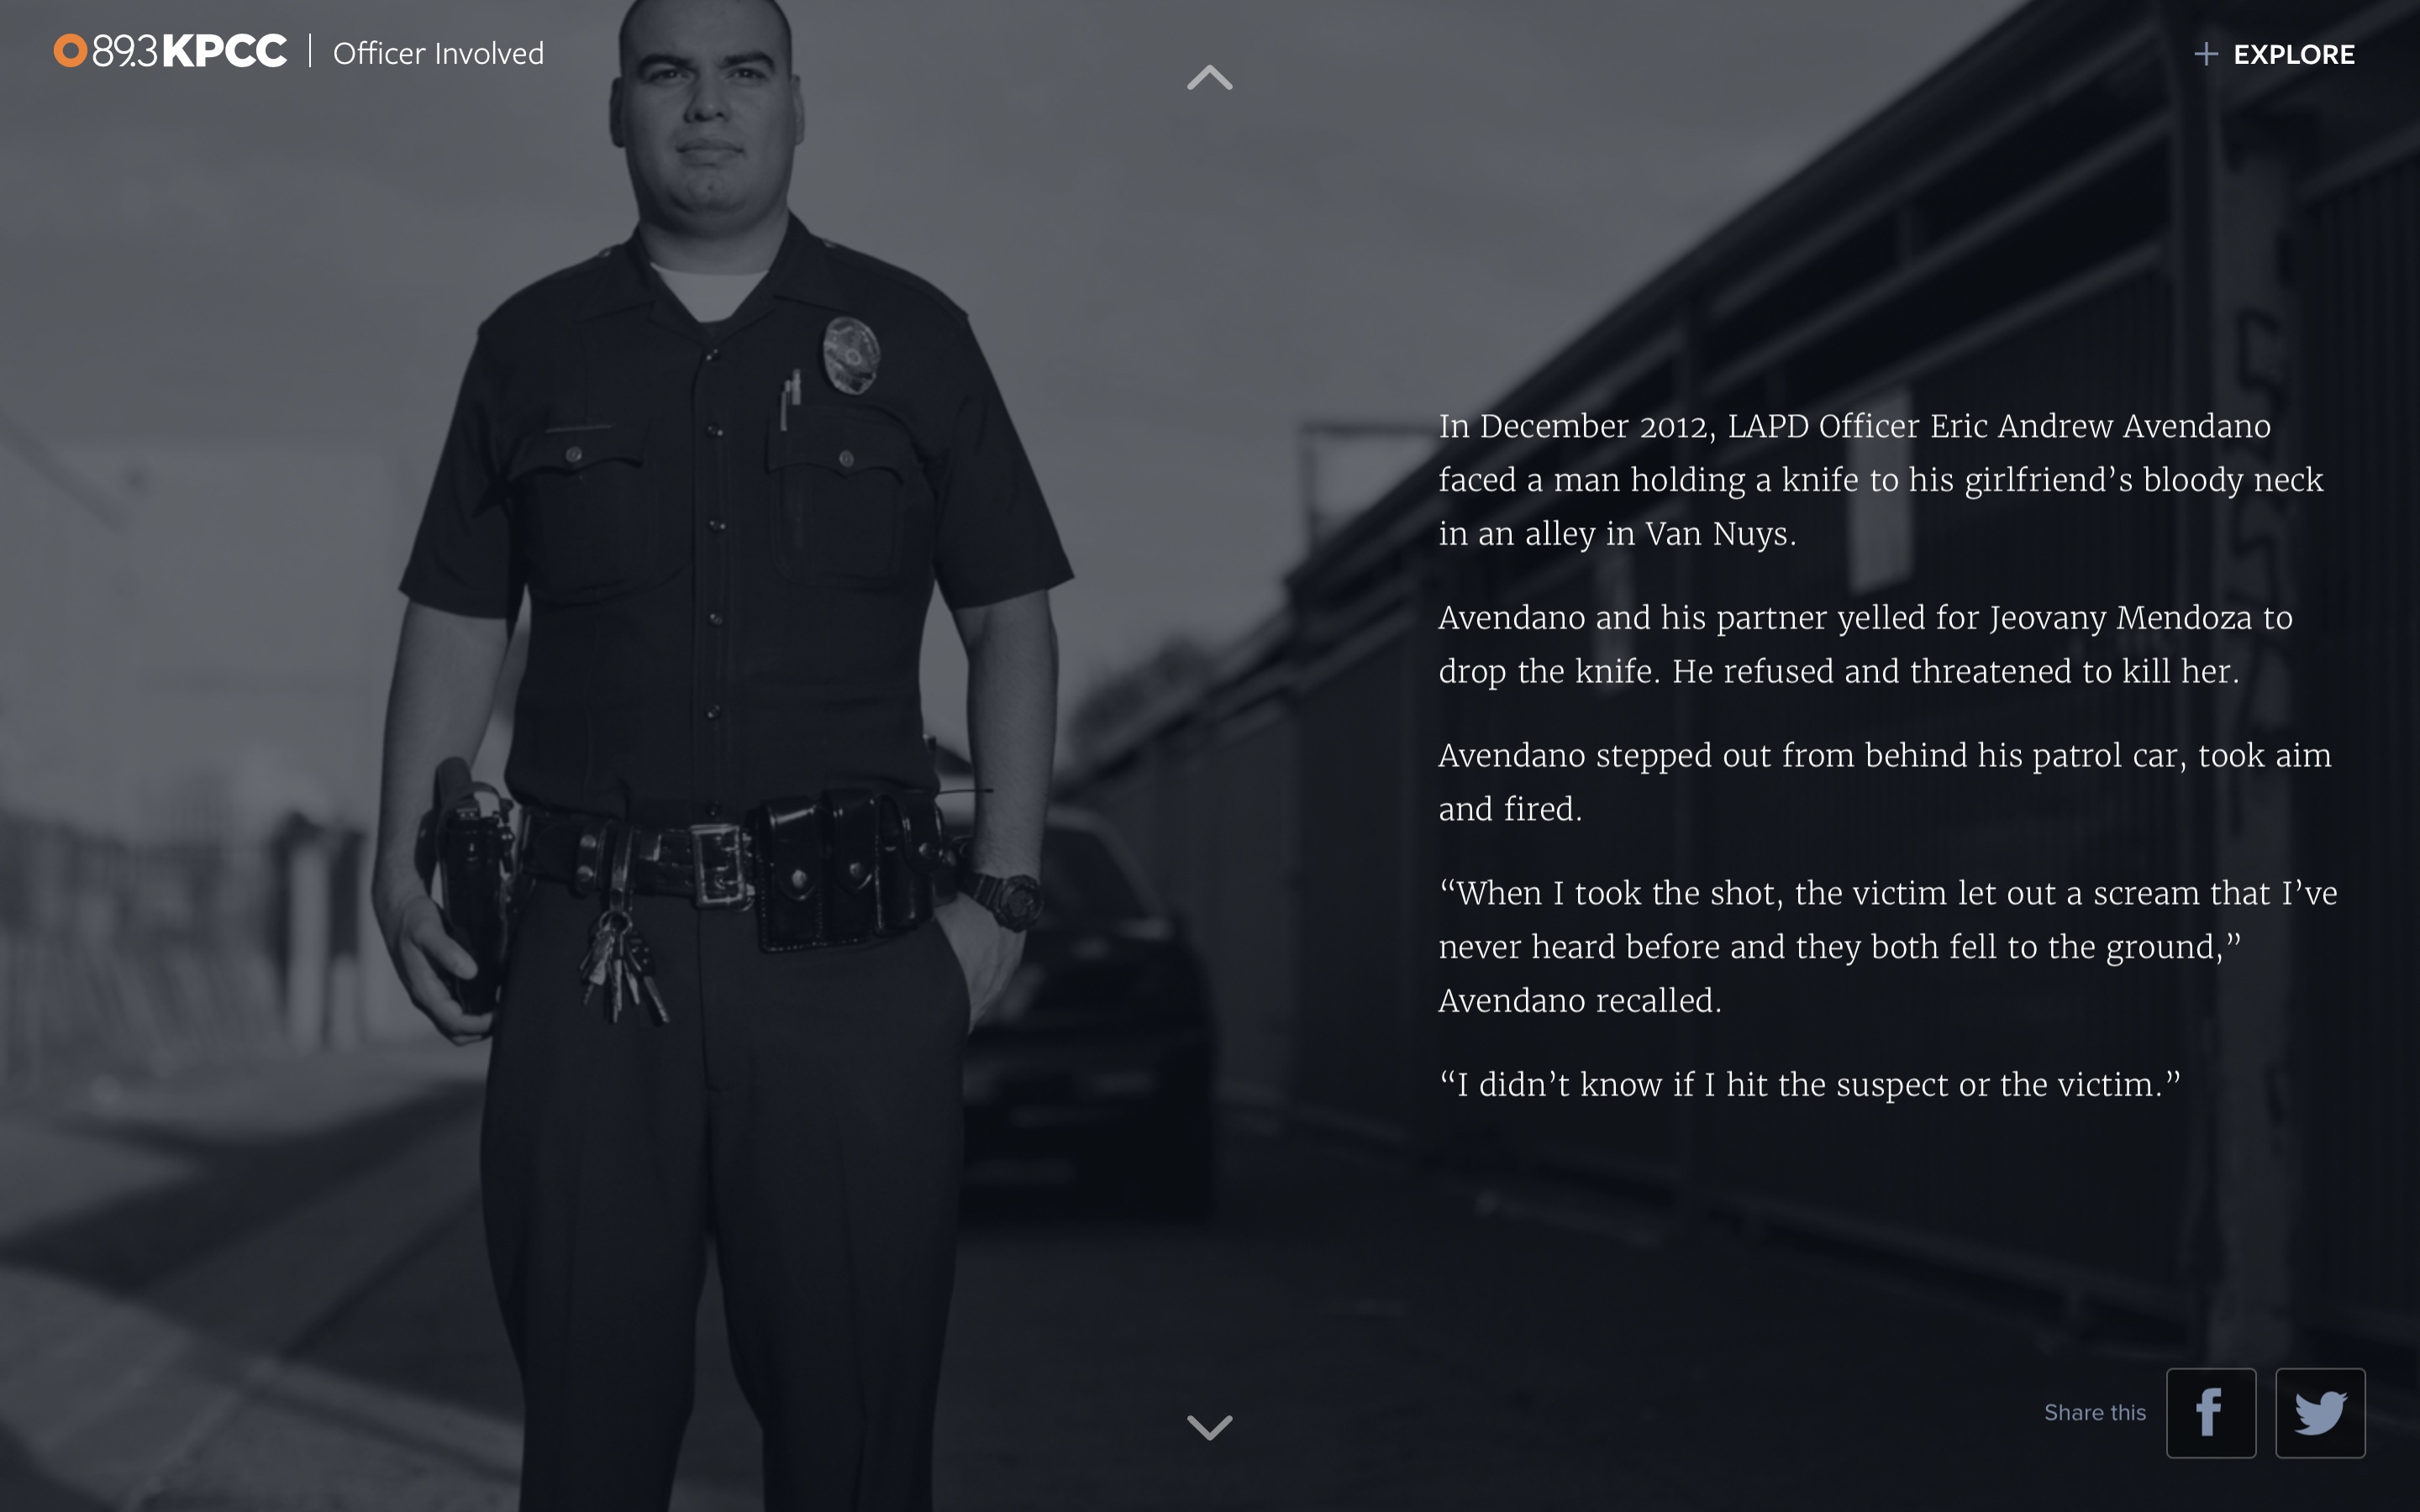 89.3 KPCC | Officer Involved
+ EXPLORE
In December 2012, LAPD Officer Eric Andrew Avendano
faced a man holding a knife to his girlfriend’s bloody neck
in an alley in Van Nuys.
Avendano and his partner yelled for Jeovany Mendoza to
drop the knife. He refused and threatened to kill her.
Avendano stepped out from behind his patrol car, took aim
and fired.
“When I took the shot, the victim let out a scream that I’ve
never heard before and they both fell to the ground,”
Avendano recalled.
“I didn’t know if I hit the suspect or the victim.”
Share this